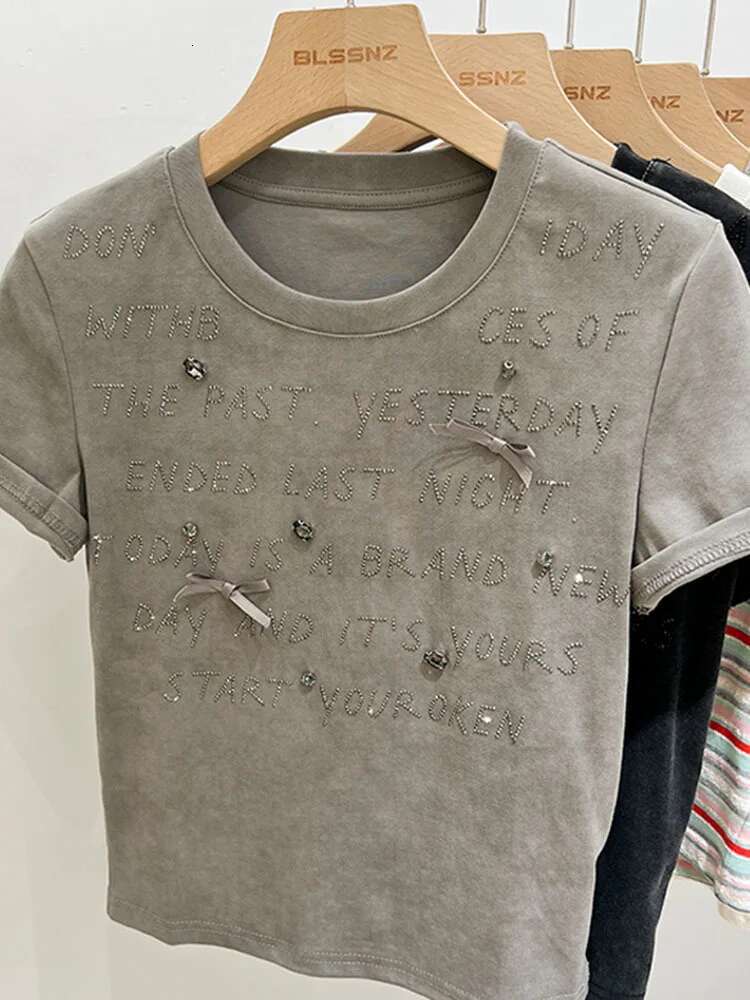 BLSSNZ
SSNZ
SNZ
NZ
NZ
DON' IDAY
WITHB CES OF
THE PAST. YESTERDAY
ENDED LAST NIGHT.
TODAY IS A BRAND NEW
DAY AND IT'S YOURS
START YOUROKEN